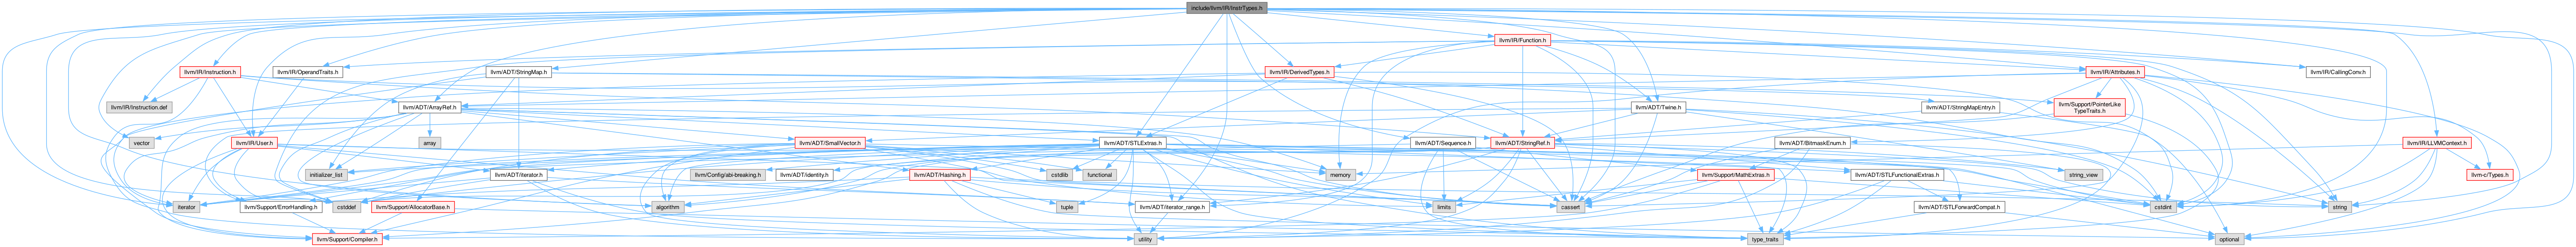 include/llvm/IR/InstrTypes.h
llvm/IR/Function.h
llvm/IR/Instruction.h
llvm/IR/OperandTraits.h
llvm/ADT/StringMap.h
llvm/IR/DerivedTypes.h
llvm/IR/Attributes.h
llvm/IR/CallingConv.h
llvm/IR/Instruction.def
llvm/ADT/ArrayRef.h
llvm/ADT/Twine.h
llvm/ADT/StringMapEntry.h
llvm/Support/PointerLike
TypeTraits.h
vector
llvm/IR/User.h
array
llvm/ADT/SmallVector.h
llvm/ADT/STLExtras.h
llvm/ADT/Sequence.h
llvm/ADT/StringRef.h
llvm/ADT/BitmaskEnum.h
llvm/IR/LLVMContext.h
initializer_list
llvm/ADT/iterator.h
llvm/Config/abi-breaking.h
llvm/ADT/identity.h
llvm/ADT/Hashing.h
cstdlib
functional
memory
llvm/Support/MathExtras.h
llvm/ADT/STLFunctionalExtras.h
string_view
llvm-c/Types.h
iterator
llvm/Support/ErrorHandling.h
cstddef
llvm/Support/AllocatorBase.h
algorithm
tuple
llvm/ADT/iterator_range.h
limits
cassert
llvm/ADT/STLForwardCompat.h
cstdint
string
llvm/Support/Compiler.h
utility
type_traits
optional